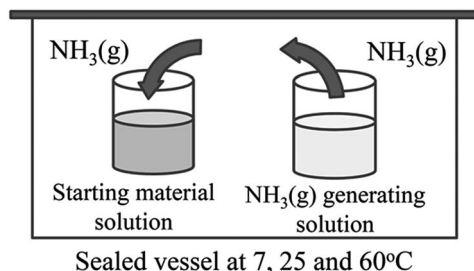 NH₃(g)
NH₃(g)
Starting material
solution
NH₃(g) generating
solution
Sealed vessel at 7, 25 and 60°C